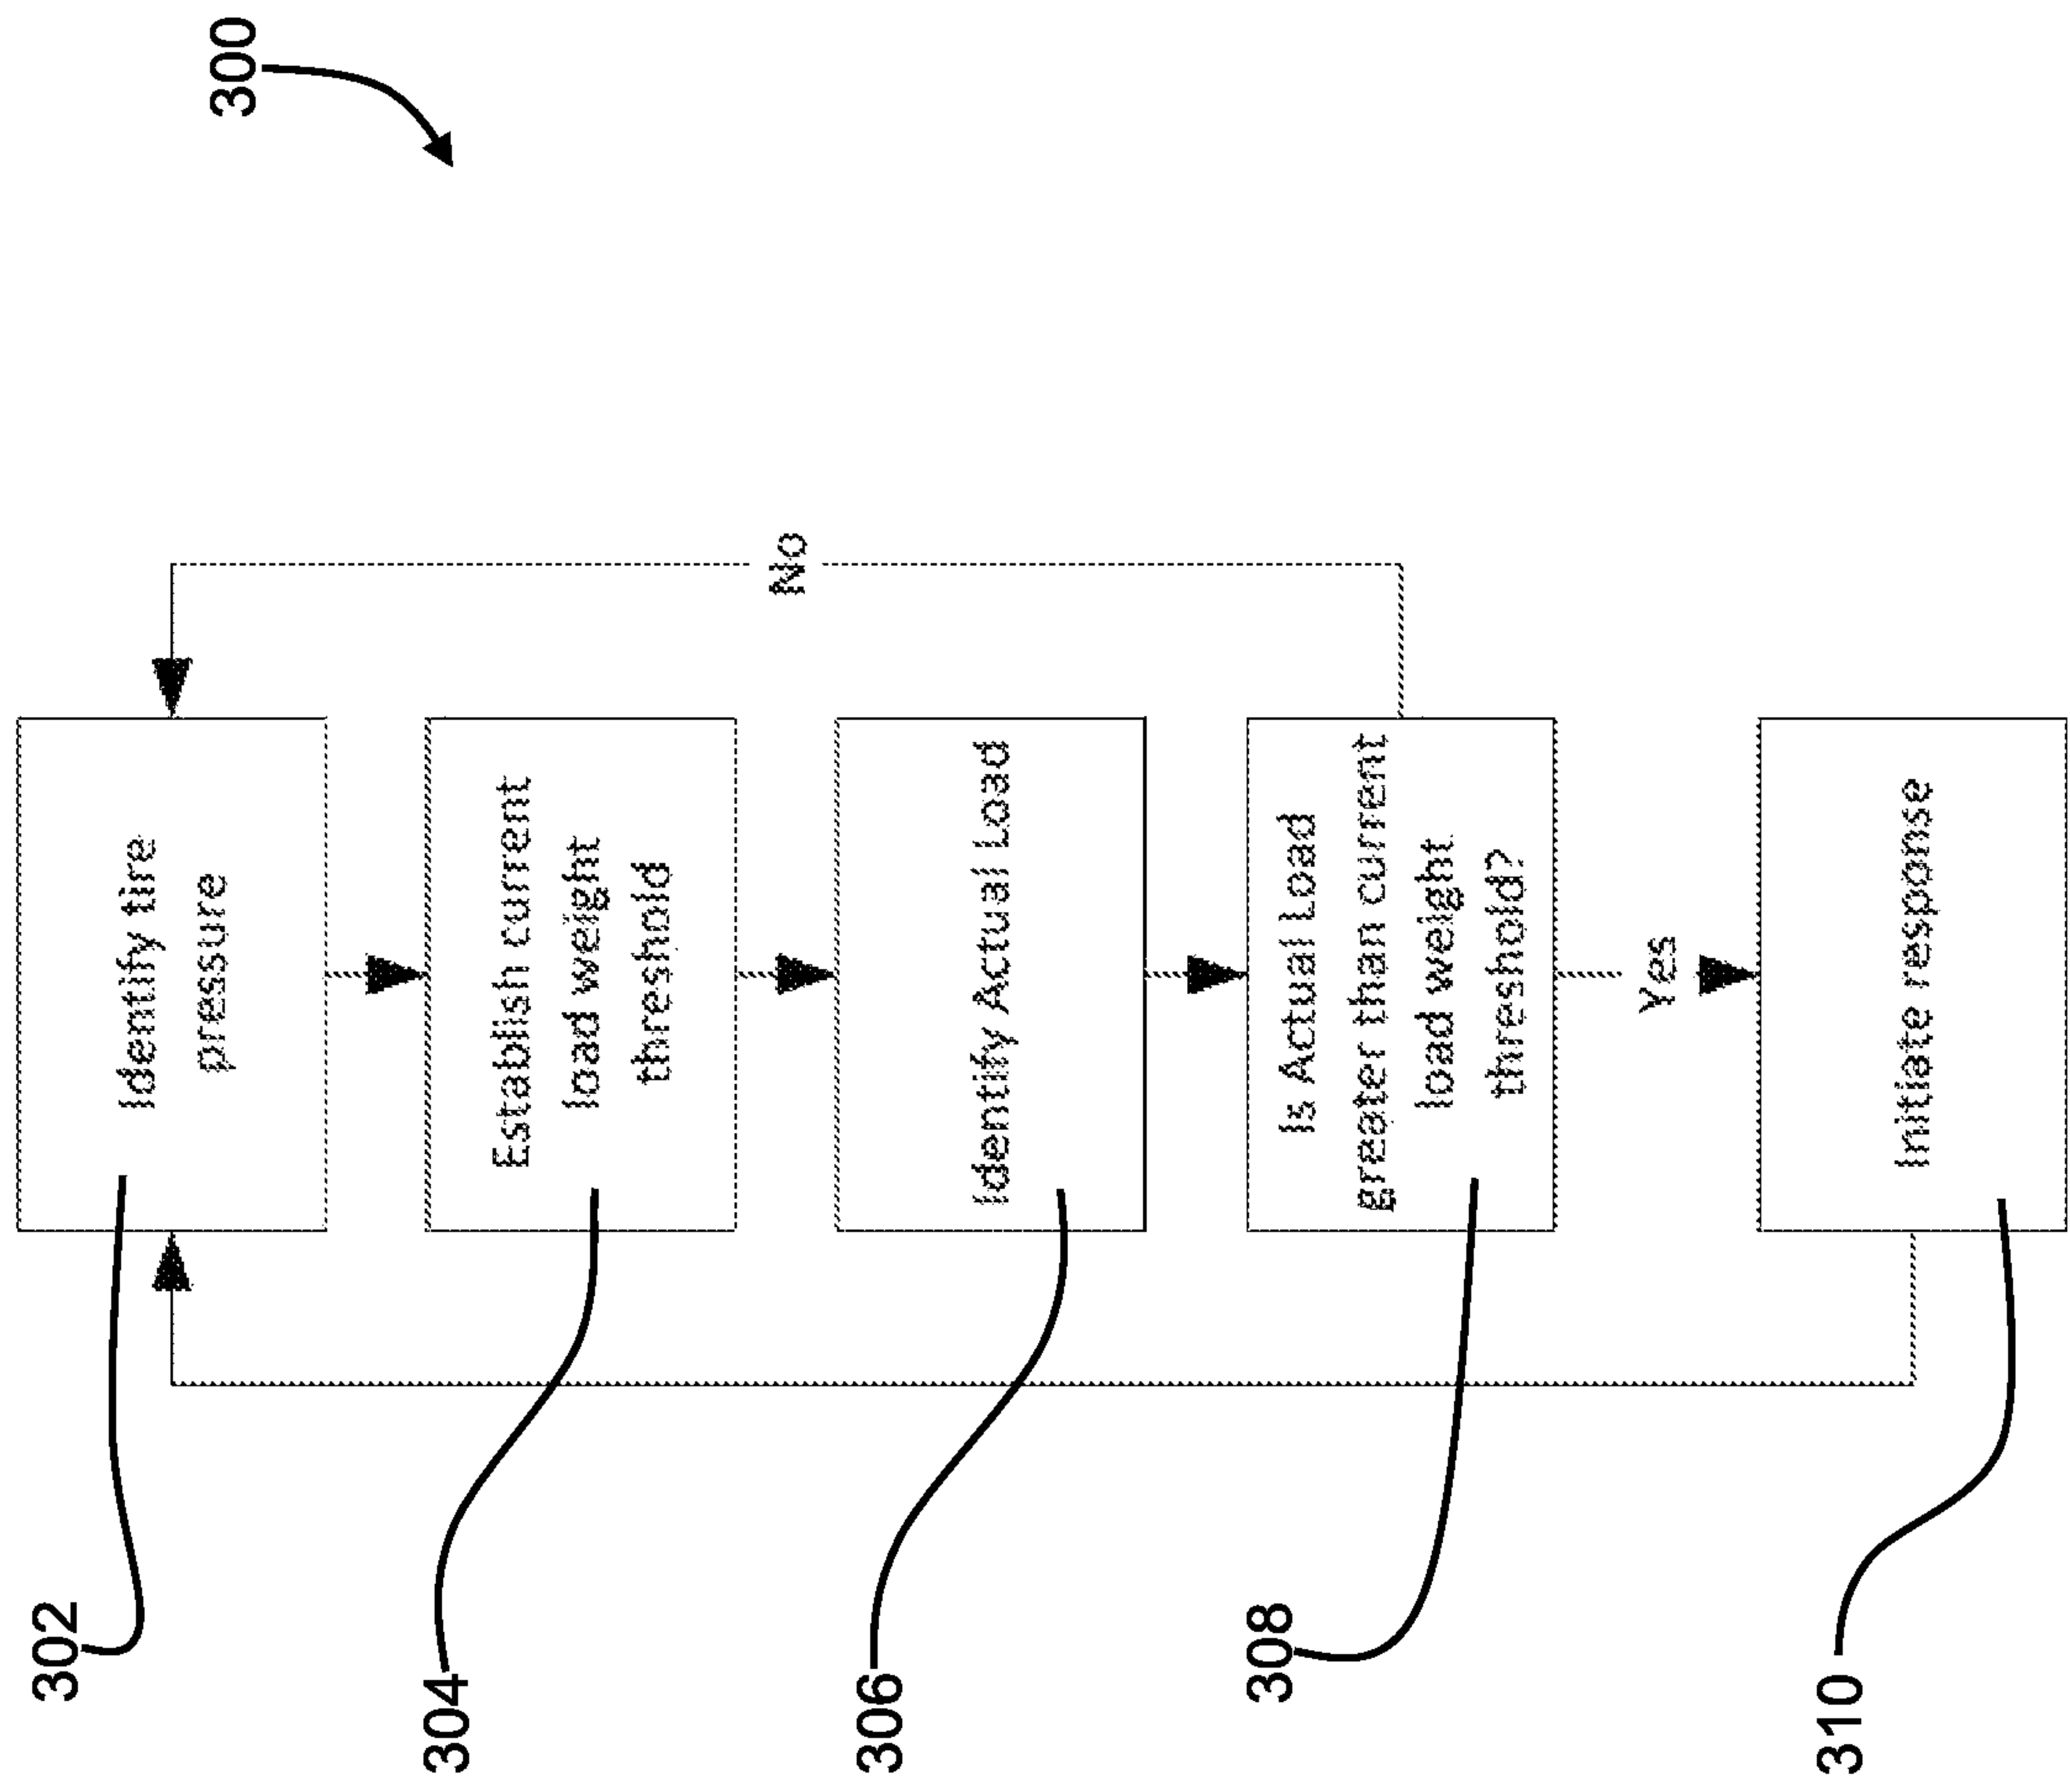 300
302
Identify tire
pressure
304
Establish current
load weight
threshold
306
Identify Actual Load
308
Is Actual Load
greater than current
load weight
threshold?
No
Yes
310
Initiate response